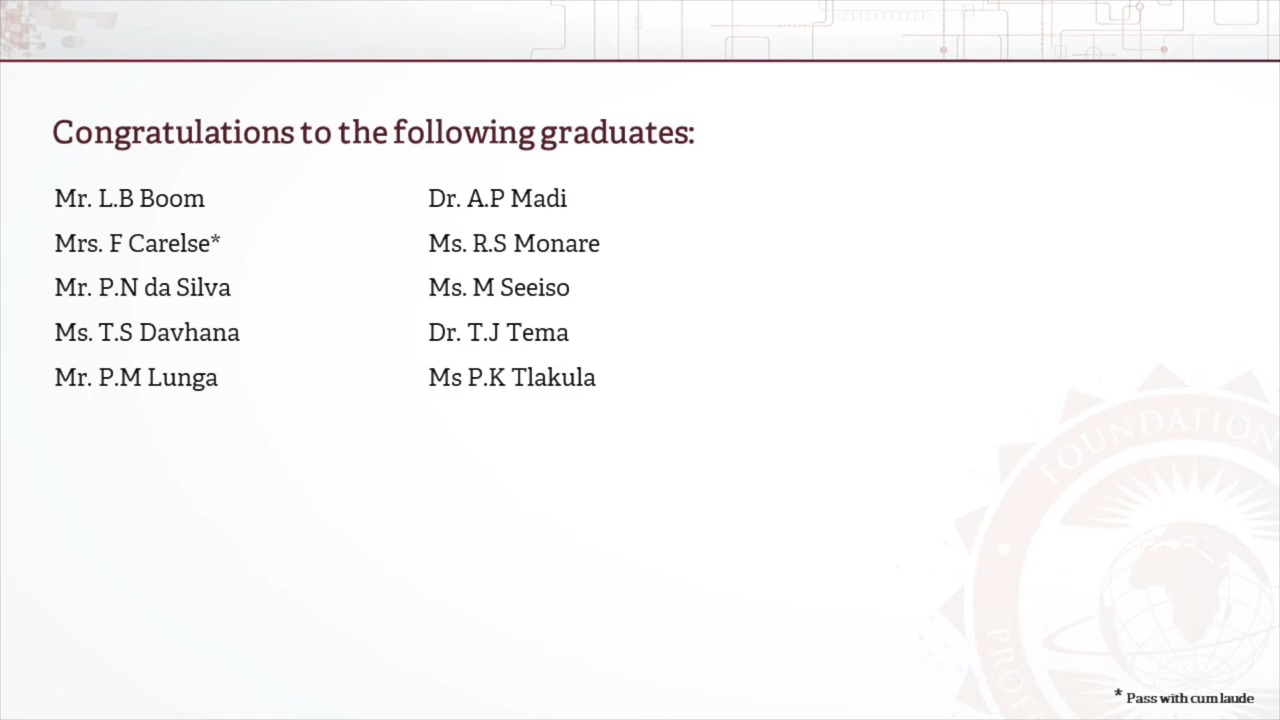 Congratulations to the following graduates:
Mr. L.B Boom
Mrs. F Carelse*
Mr. P.N da Silva
Ms. T.S Davhana
Mr. P.M Lunga
Dr. A.P Madi
Ms. R.S Monare
Ms. M Seeiso
Dr. T.J Tema
Ms P.K Tlakula
FOUNDATION
* Pass with cum laude